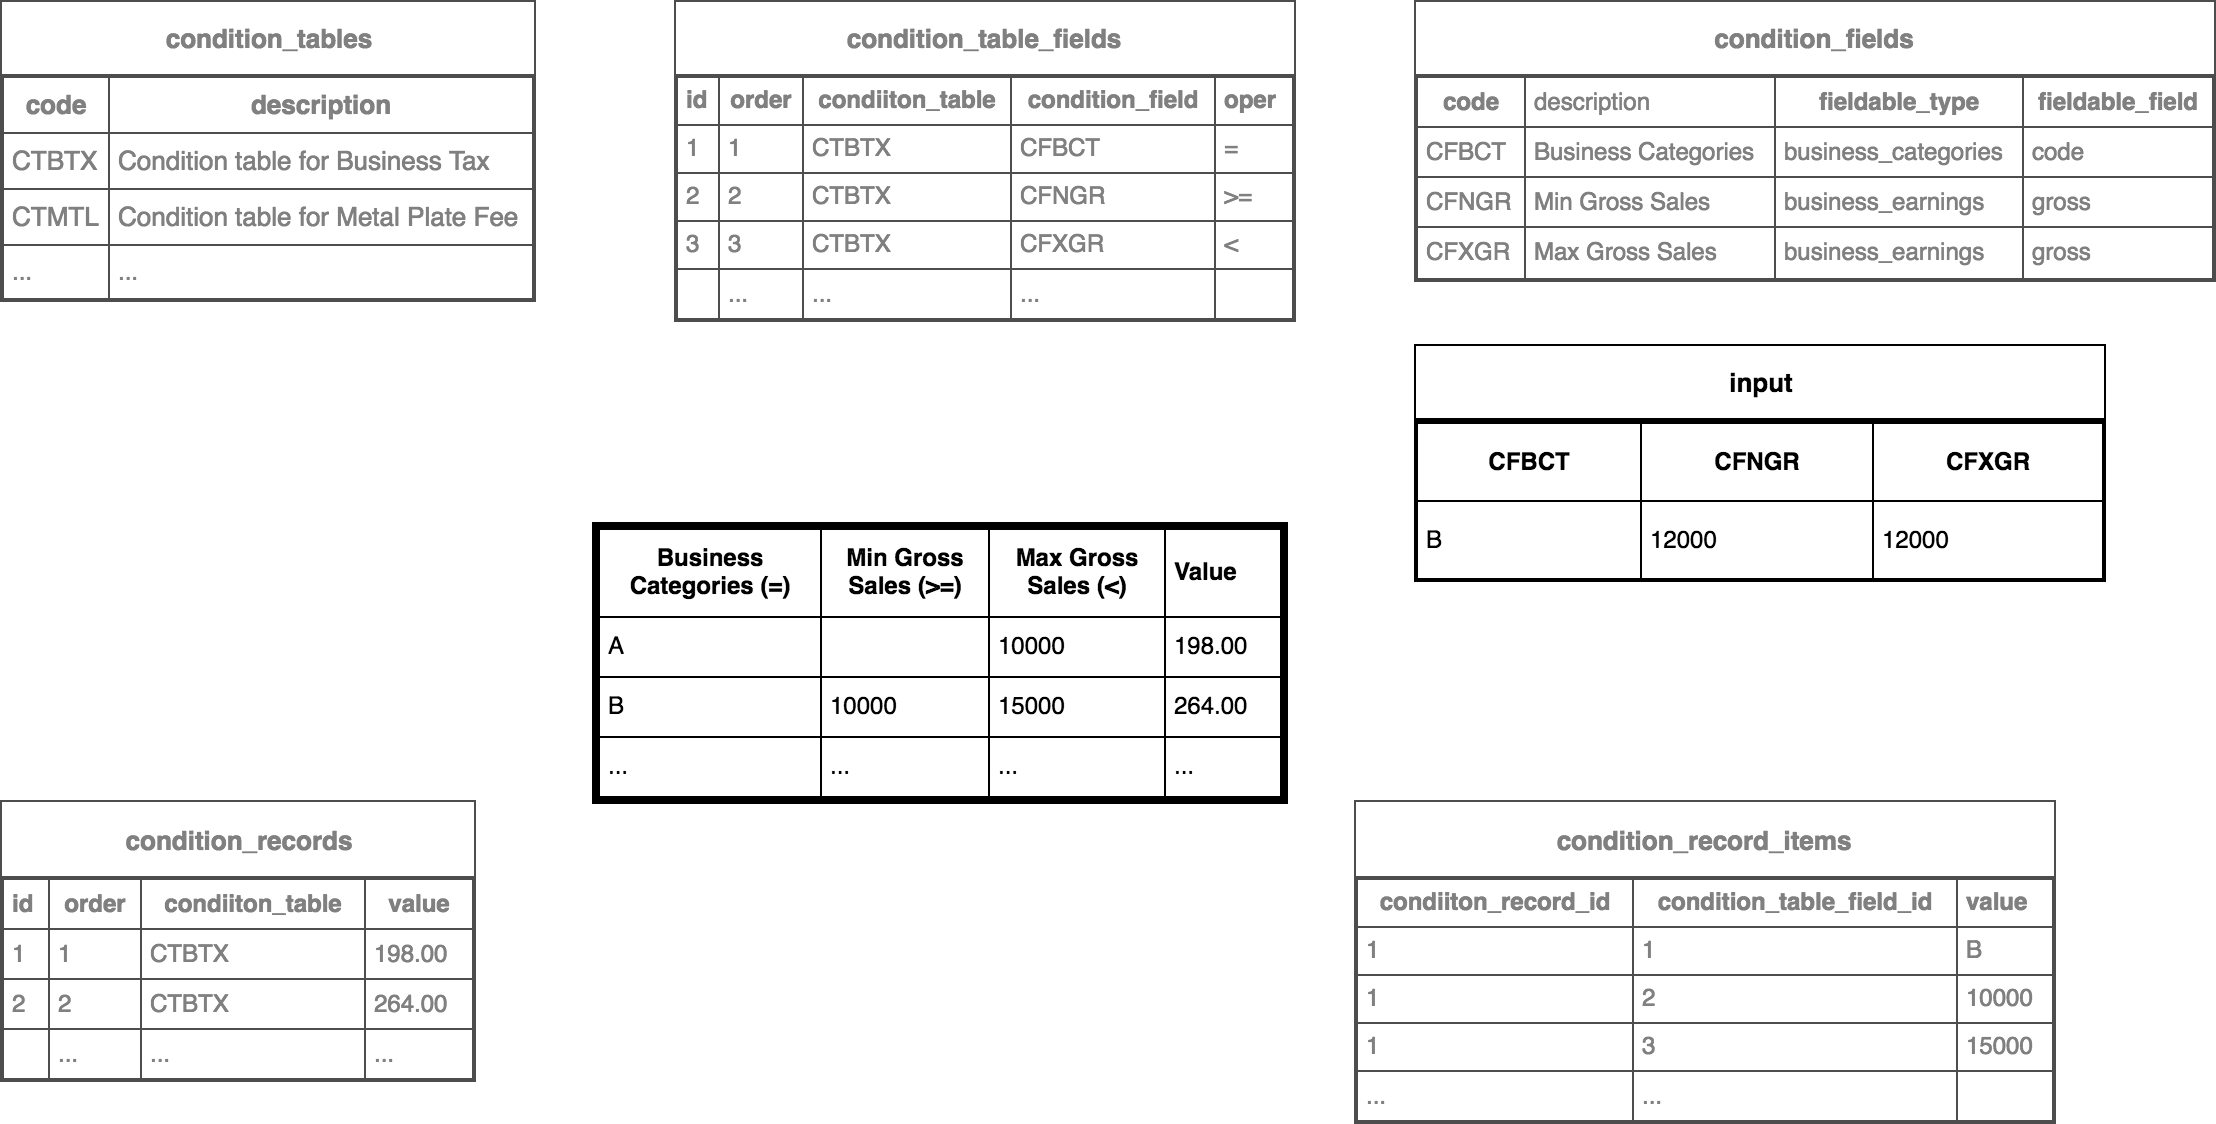 condition_tables
code description
CTBTX Condition table for Business Tax
CTMTL Condition table for Metal Plate Fee
... ...
condition_table_fields
id order condiiton_table condition_field oper
1 1 CTBTX CFBCT =
2 2 CTBTX CFNGR >=
3 3 CTBTX CFXGR <
... ... ...
condition_fields
code description fieldable_type fieldable_field
CFBCT Business Categories business_categories code
CFNGR Min Gross Sales business_earnings gross
CFXGR Max Gross Sales business_earnings gross
input
CFBCT CFNGR CFXGR
B 12000 12000
Business Categories (=) Min Gross Sales (>=) Max Gross Sales (<) Value
A 10000 198.00
B 10000 15000 264.00
... ... ... ...
condition_records
id order condiiton_table value
1 1 CTBTX 198.00
2 2 CTBTX 264.00
... ... ...
condition_record_items
condiiton_record_id condition_table_field_id value
1 1 B
1 2 10000
1 3 15000
... ...